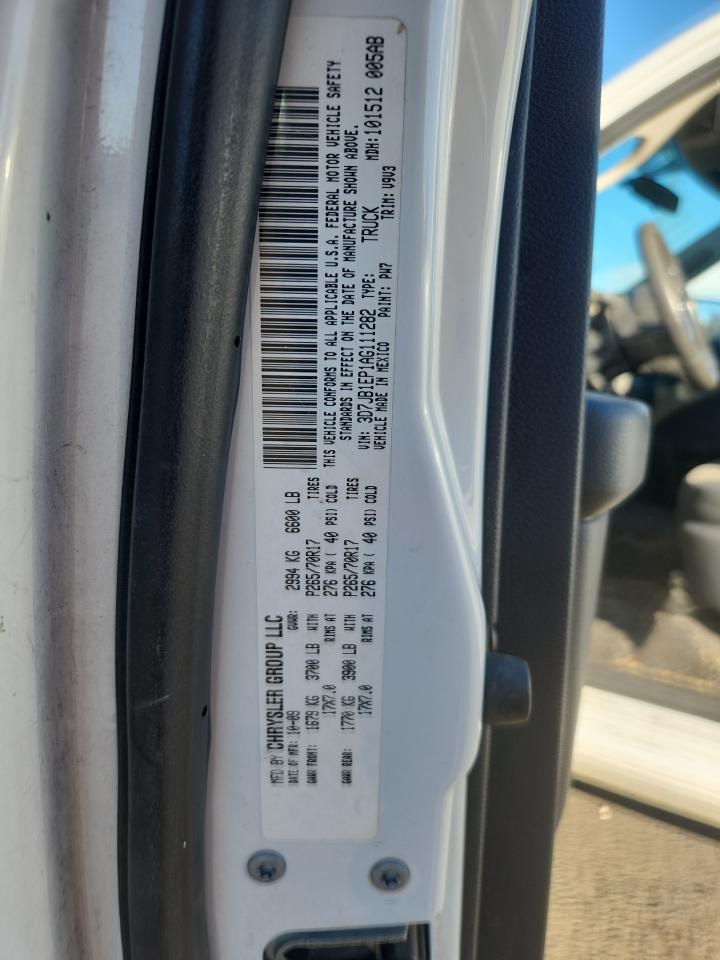 MFD BY CHRYSLER GROUP LLC
DATE OF MFR: 10-09 GVWR: 2994 KG 6600 LB
GAWR FRONT: 1679 KG 3700 LB WITH P265/70R17 TIRES
17X7.0 RIMS AT 276 KPA ( 40 PSI) COLD
GAWR REAR: 1770 KG 3900 LB WITH P265/70R17 TIRES
17X7.0 RIMS AT 276 KPA ( 40 PSI) COLD
THIS VEHICLE CONFORMS TO ALL APPLICABLE U.S.A. FEDERAL MOTOR VEHICLE SAFETY
STANDARDS IN EFFECT ON THE DATE OF MANUFACTURE SHOWN ABOVE.
VIN: 3D7JB1EP1AG111282 TYPE: TRUCK MDH:101512 005AB
VEHICLE MADE IN MEXICO PAINT: PW7 TRIM: V9V3